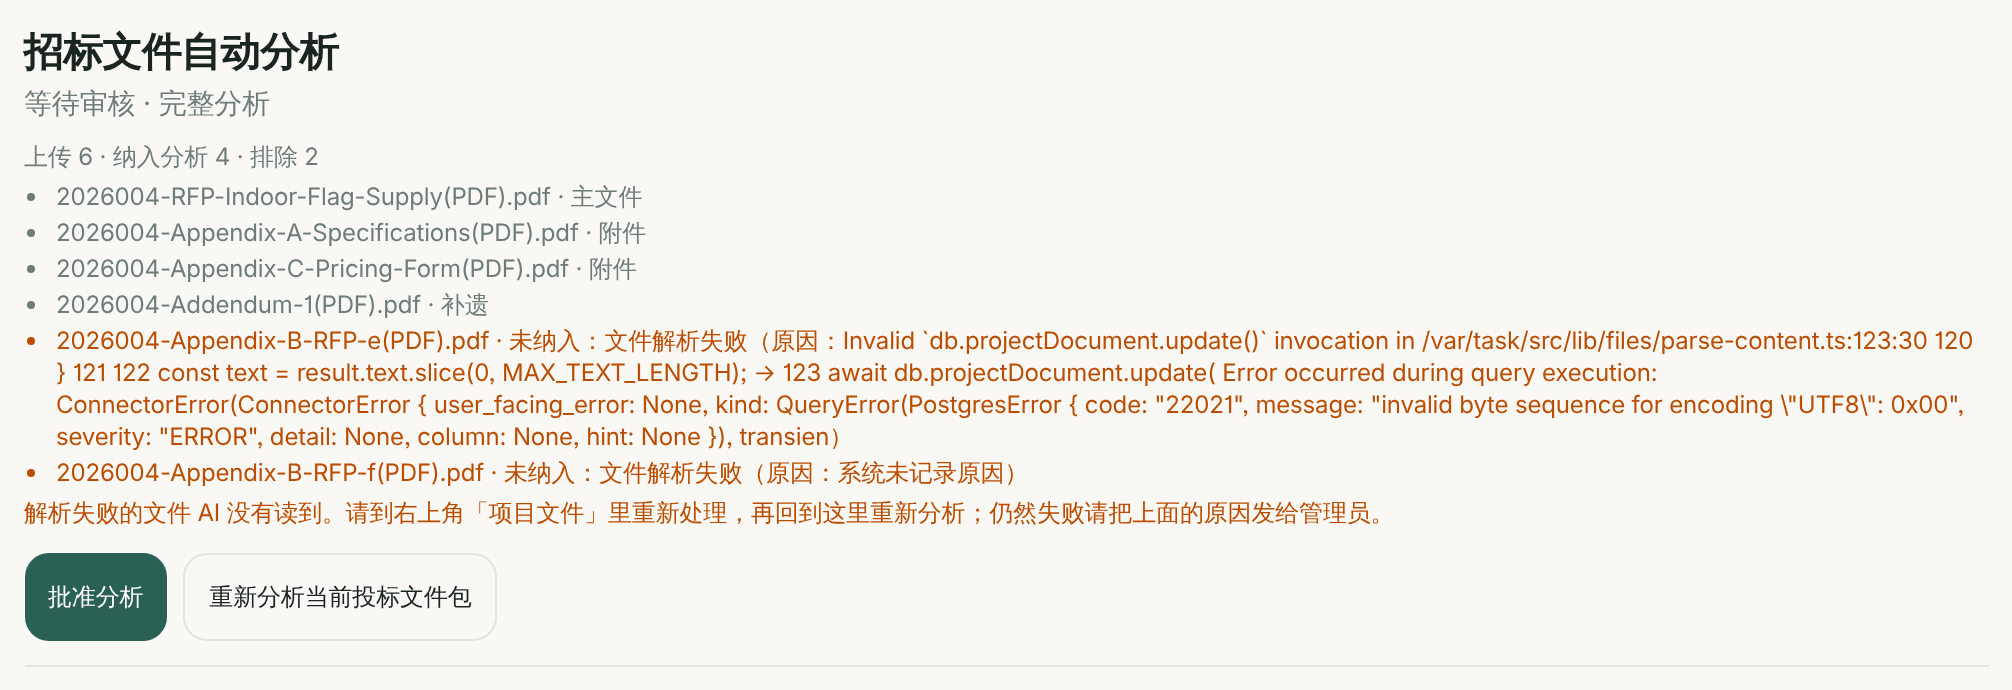 招标文件自动分析
等待审核 · 完整分析
上传 6 · 纳入分析 4 · 排除 2
• 2026004-RFP-Indoor-Flag-Supply(PDF).pdf · 主文件
• 2026004-Appendix-A-Specifications(PDF).pdf · 附件
• 2026004-Appendix-C-Pricing-Form(PDF).pdf · 附件
• 2026004-Addendum-1(PDF).pdf · 补遗
• 2026004-Appendix-B-RFP-e(PDF).pdf · 未纳入：文件解析失败（原因：Invalid `db.projectDocument.update()` invocation in /var/task/src/lib/files/parse-content.ts:123:30 120
} 121 122 const text = result.text.slice(0, MAX_TEXT_LENGTH); → 123 await db.projectDocument.update( Error occurred during query execution:
ConnectorError(ConnectorError { user_facing_error: None, kind: QueryError(PostgresError { code: "22021", message: "invalid byte sequence for encoding \"UTF8\": 0x00",
severity: "ERROR", detail: None, column: None, hint: None }), transien）
• 2026004-Appendix-B-RFP-f(PDF).pdf · 未纳入：文件解析失败（原因：系统未记录原因）
解析失败的文件 AI 没有读到。请到右上角「项目文件」里重新处理，再回到这里重新分析；仍然失败请把上面的原因发给管理员。
批准分析
重新分析当前投标文件包